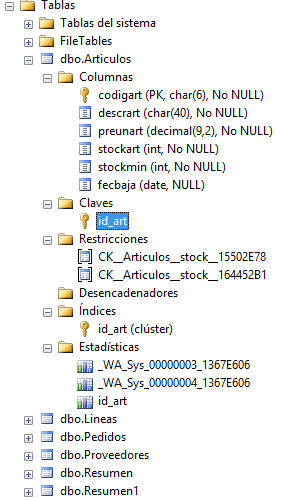 Tablas
Tablas del sistema
FileTables
dbo.Articulos
Columnas
codigart (PK, char(6), No NULL)
descrart (char(40), No NULL)
preunart (decimal(9,2), No NULL)
stockart (int, No NULL)
stockmin (int, No NULL)
fecbaja (date, NULL)
Claves
id_art
Restricciones
CK__Articulos__stock__15502E78
CK__Articulos__stock__164452B1
Desencadenadores
Índices
id_art (clúster)
Estadísticas
_WA_Sys_00000003_1367E606
_WA_Sys_00000004_1367E606
id_art
dbo.Lineas
dbo.Pedidos
dbo.Proveedores
dbo.Resumen
dbo.Resumen1